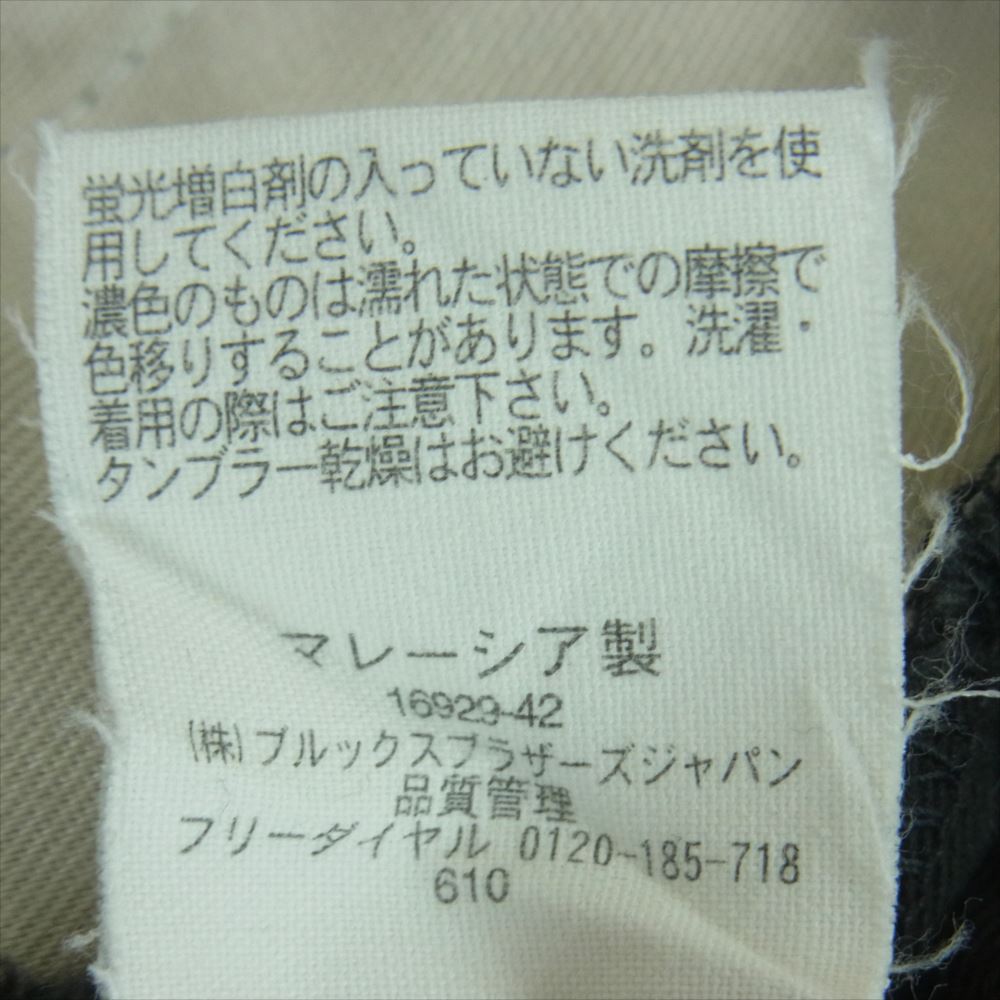 蛍光増白剤の入っていない洗剤を使
用してください。
濃色のものは濡れた状態での摩擦で
色移りすることがあります。洗濯・
着用の際はご注意下さい。
タンブラー乾燥はお避けください。
マレーシア製
16929-42
(株)ブルックスブラザーズジャパン
品質管理
フリーダイヤル 0120-185-718
610